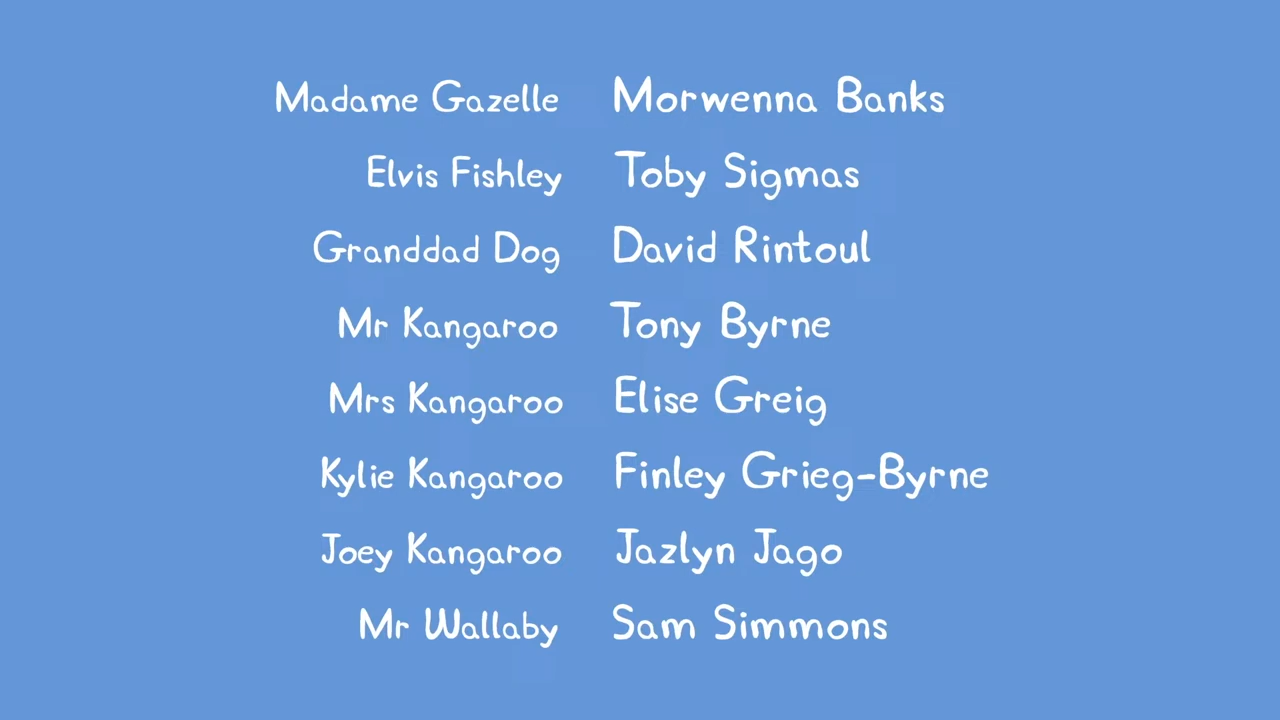 Madame Gazelle Morwenna Banks
Elvis Fishley Toby Sigmas
Granddad Dog David Rintoul
Mr Kangaroo Tony Byrne
Mrs Kangaroo Elise Greig
Kylie Kangaroo Finley Grieg-Byrne
Joey Kangaroo Jazlyn Jago
Mr Wallaby Sam Simmons